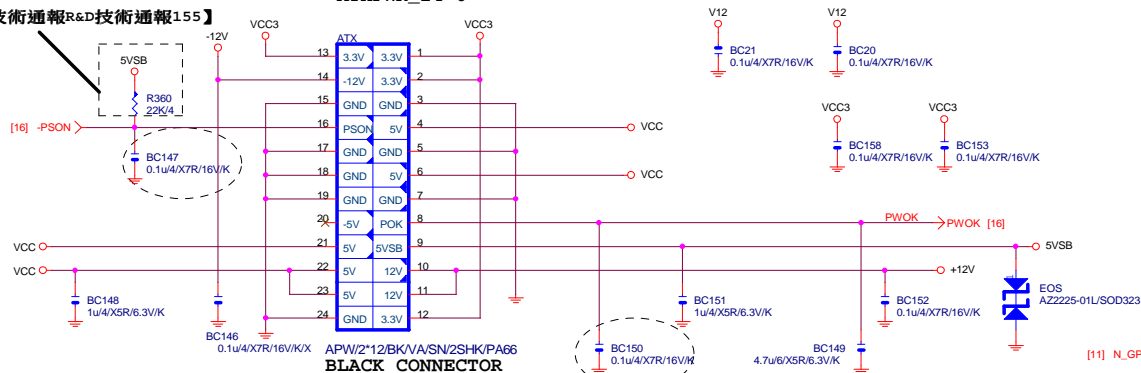 技術通報R&D技術通報155】
-12V
VCC3
VCC3
V12
V12
ATX
BC21
0.1u/4/X7R/16V/K
BC20
0.1u/4/X7R/16V/K
5VSB
R360
22K/4
[16] -PSON
BC147
0.1u/4/X7R/16V/K
13 3.3V 3.3V 1
14 -12V 3.3V 2
15 GND GND 3
16 PSON 5V 4
17 GND GND 5
18 GND 5V 6
19 GND GND 7
20 -5V POK 8
21 5V 5VSB 9
22 5V 12V 10
23 5V 12V 11
24 GND 3.3V 12
VCC
VCC
VCC3
VCC3
BC158
0.1u/4/X7R/16V/K
BC153
0.1u/4/X7R/16V/K
PWOK
PWOK [16]
VCC
VCC
5VSB
+12V
BC148
1u/4/X5R/6.3V/K
BC146
0.1u/4/X7R/16V/K/X
BC151
1u/4/X5R/6.3V/K
BC152
0.1u/4/X7R/16V/K
EOS
AZ2225-01L/SOD323
APW/2*12/BK/VA/SN/2SHK/PA66
BLACK CONNECTOR
BC150
0.1u/4/X7R/16V/K
BC149
4.7u/6/X5R/6.3V/K
[11] N_GP